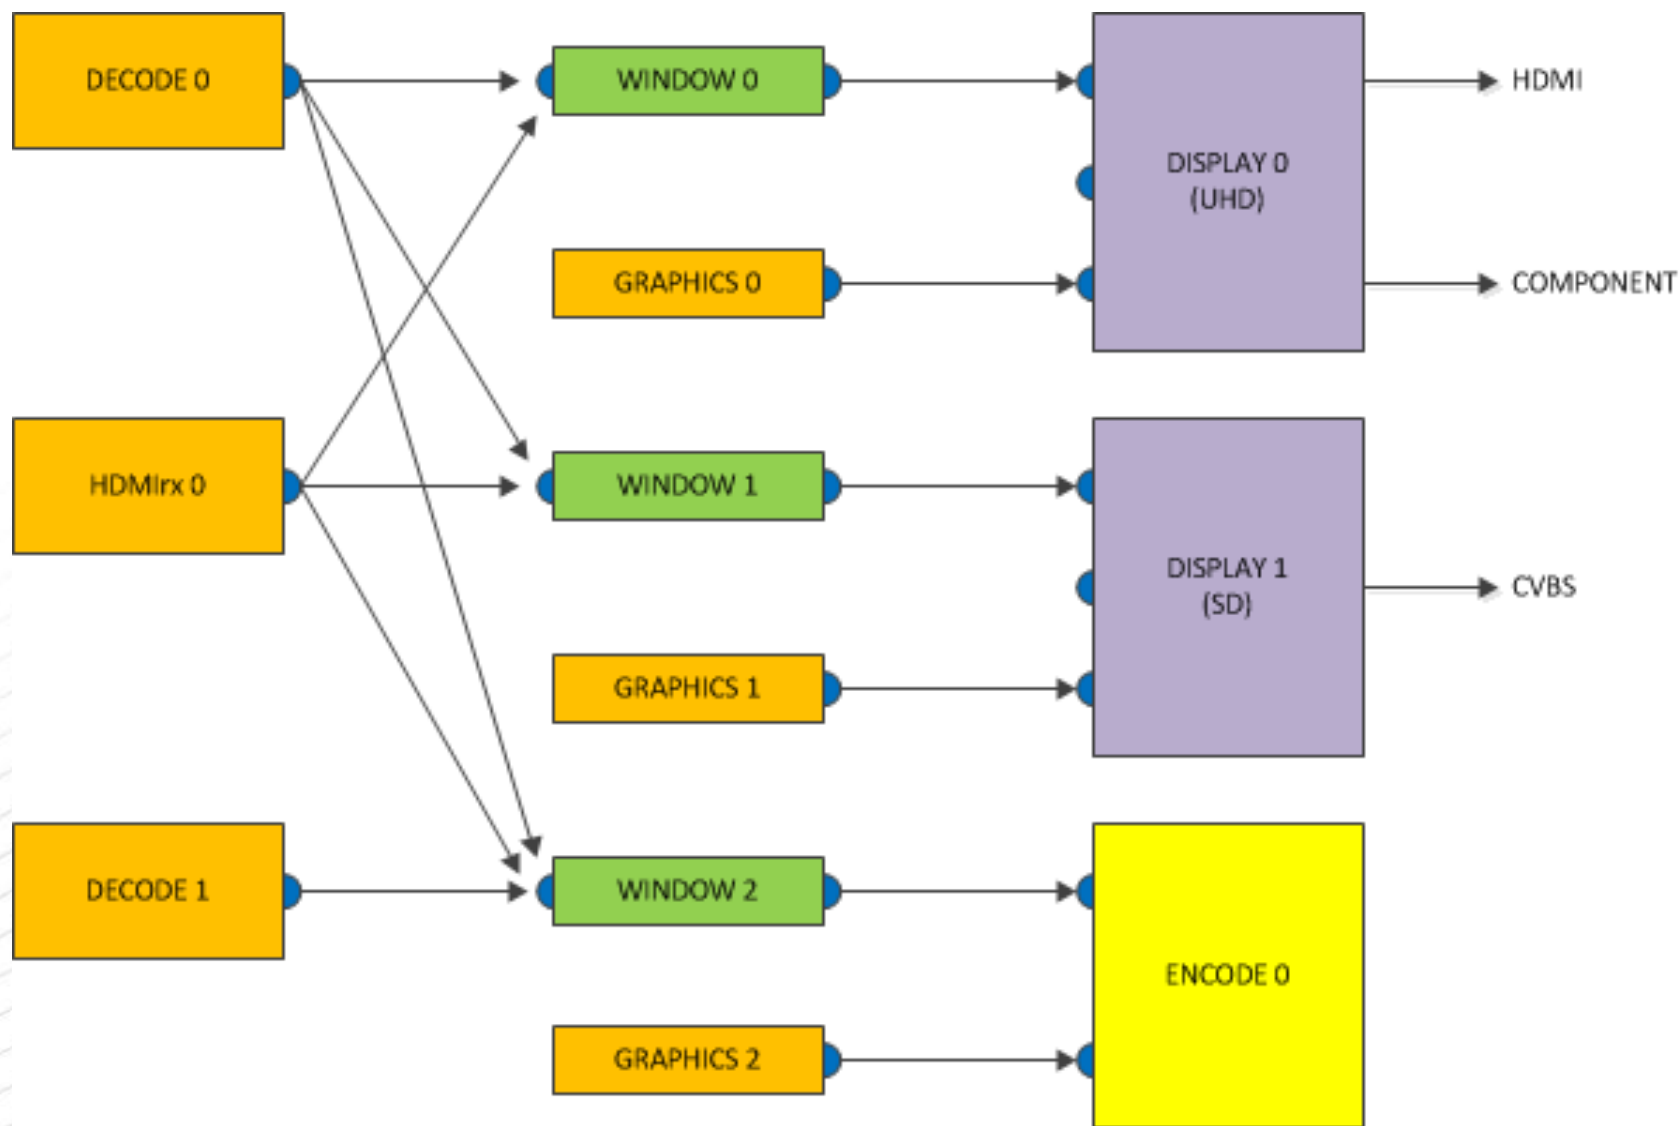 DECODE 0
WINDOW 0
HDMI
DISPLAY 0
(UHD)
GRAPHICS 0
COMPONENT
HDMIrx 0
WINDOW 1
DISPLAY 1
(SD)
CVBS
GRAPHICS 1
DECODE 1
WINDOW 2
ENCODE 0
GRAPHICS 2